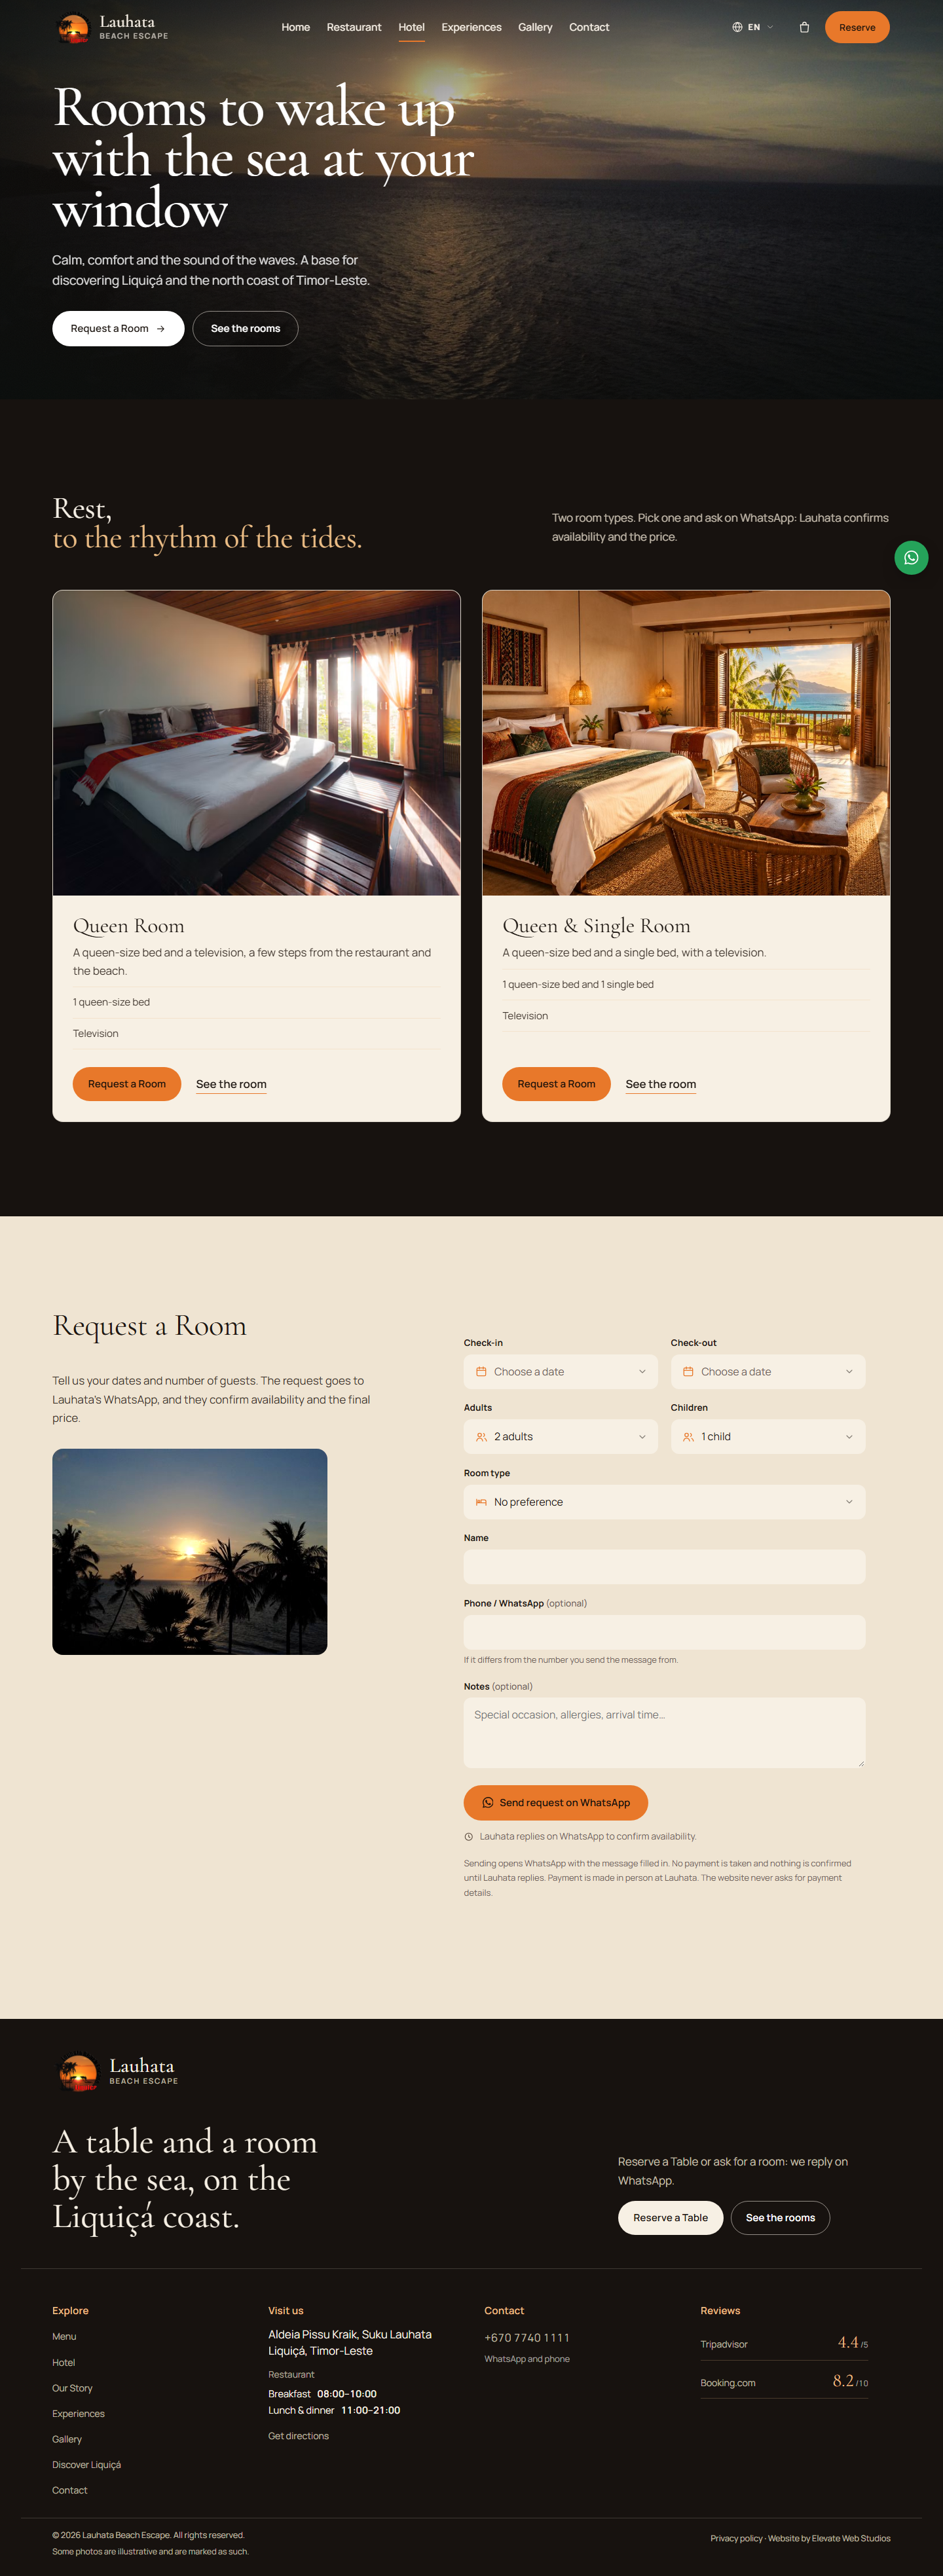 Lauhata
BEACH ESCAPE
Home
Restaurant
Hotel
Experiences
Gallery
Contact
EN
Reserve
Rooms to wake up
with the sea at your
window
Calm, comfort and the sound of the waves. A base for
discovering Liquiçá and the north coast of Timor-Leste.
Request a Room →
See the rooms
Rest,
to the rhythm of the tides.
Two room types. Pick one and ask on WhatsApp: Lauhata confirms
availability and the price.
Queen Room
A queen-size bed and a television, a few steps from the restaurant and
the beach.
1 queen-size bed
Television
Request a Room
See the room
Queen & Single Room
A queen-size bed and a single bed, with a television.
1 queen-size bed and 1 single bed
Television
Request a Room
See the room
Request a Room
Tell us your dates and number of guests. The request goes to
Lauhata's WhatsApp, and they confirm availability and the final
price.
Check-in
Choose a date
Check-out
Choose a date
Adults
2 adults
Children
1 child
Room type
No preference
Name
Phone / WhatsApp (optional)
If it differs from the number you send the message from.
Notes (optional)
Special occasion, allergies, arrival time…
Send request on WhatsApp
Lauhata replies on WhatsApp to confirm availability.
Sending opens WhatsApp with the message filled in. No payment is taken and nothing is confirmed
until Lauhata replies. Payment is made in person at Lauhata. The website never asks for payment
details.
Lauhata
BEACH ESCAPE
A table and a room
by the sea, on the
Liquiçá coast.
Reserve a Table or ask for a room: we reply on
WhatsApp.
Reserve a Table
See the rooms
Explore
Menu
Hotel
Our Story
Experiences
Gallery
Discover Liquiçá
Contact
Visit us
Aldeia Pissu Kraik, Suku Lauhata
Liquiçá, Timor-Leste
Restaurant
Breakfast 08:00–10:00
Lunch & dinner 11:00–21:00
Get directions
Contact
+670 7740 1111
WhatsApp and phone
Reviews
Tripadvisor 4.4 /5
Booking.com 8.2 /10
© 2026 Lauhata Beach Escape. All rights reserved.
Some photos are illustrative and are marked as such.
Privacy policy · Website by Elevate Web Studios